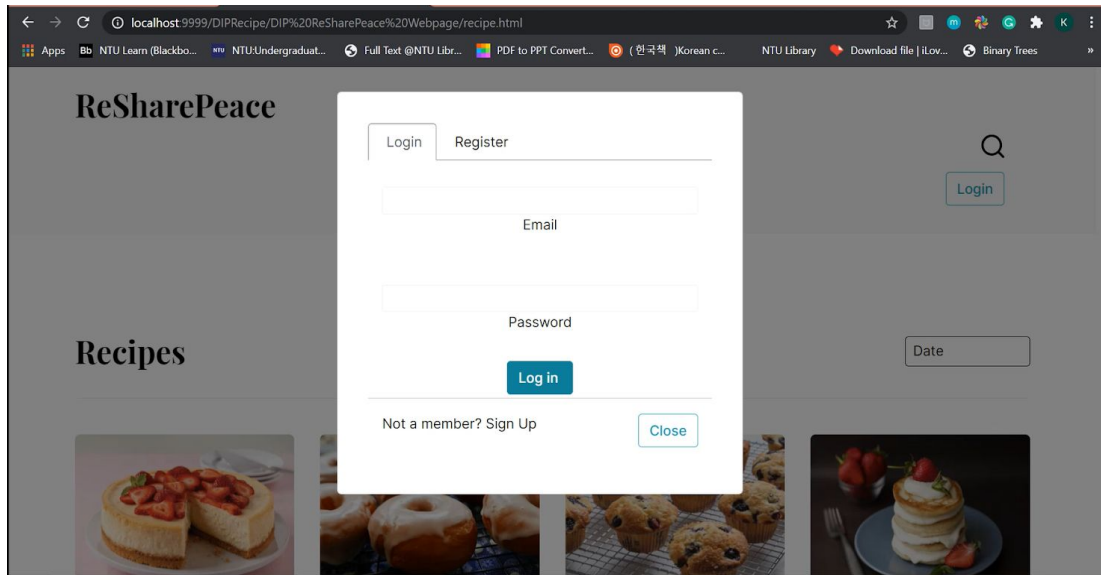 localhost:9999/DIPRecipe/DIP%20ReSharePeace%20Webpage/recipe.html
K
Apps Bb NTU Learn (Blackbo... NTU NTU:Undergraduat... Full Text @NTU Libr... PDF to PPT Convert... ( 한국책 )Korean c... NTU Library Download file | iLov... Binary Trees »
ReSharePeace
Login Register
Login
Email
Password
Recipes
Date
Log in
Not a member? Sign Up
Close